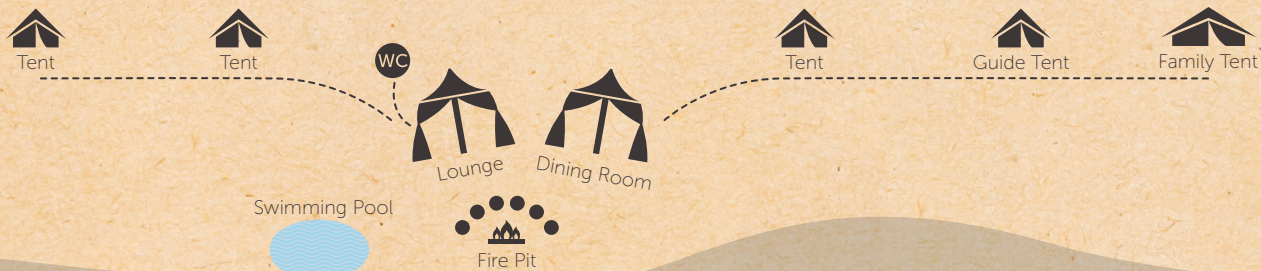 Tent
Tent
WC
Tent
Guide Tent
Family Tent
Lounge
Dining Room
Swimming Pool
Fire Pit